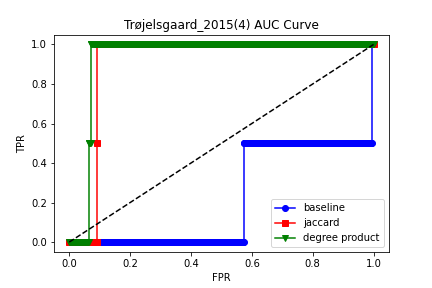 Trøjelsgaard_2015(4) AUC Curve
1.0
0.8
0.6
0.4
0.2
0.0
TPR
0.0 0.2 0.4 0.6 0.8 1.0
FPR
baseline
jaccard
degree product